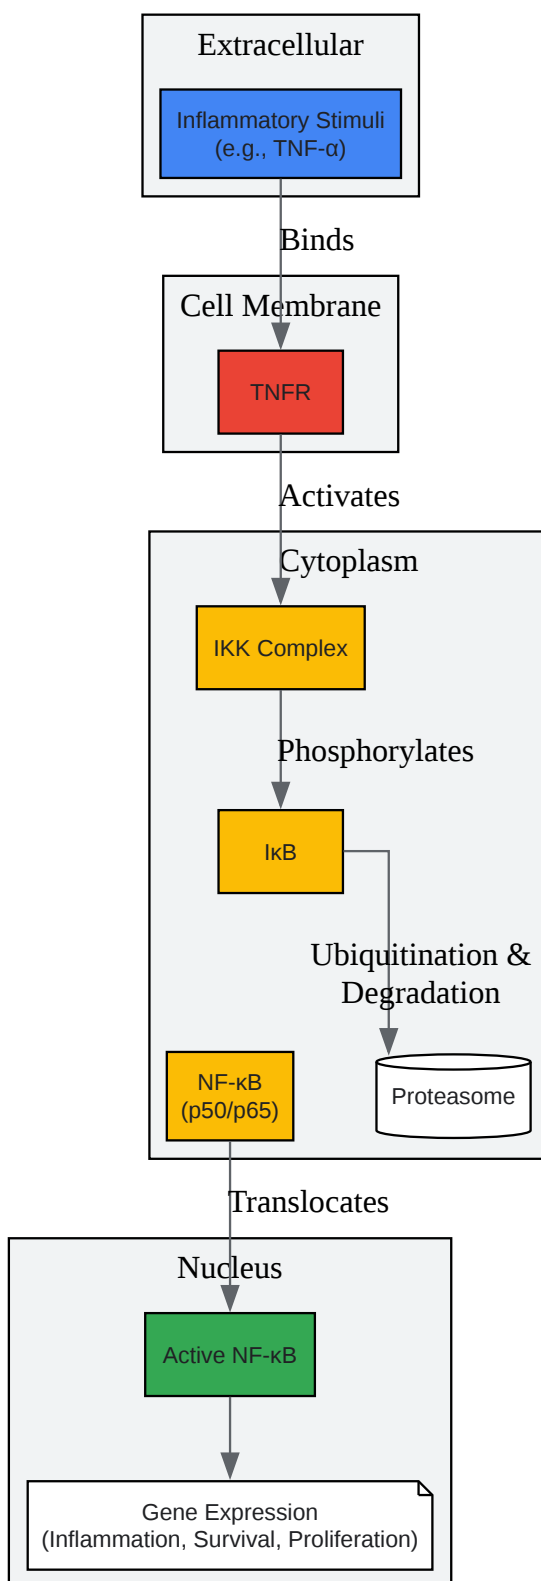 Extracellular
Inflammatory Stimuli
(e.g., TNF-α)
Binds
Cell Membrane
TNFR
Activates
Cytoplasm
IKK Complex
Phosphorylates
IκB
Ubiquitination &
Degradation
NF-κB
(p50/p65)
Proteasome
Translocates
Nucleus
Active NF-κB
Gene Expression
(Inflammation, Survival, Proliferation)